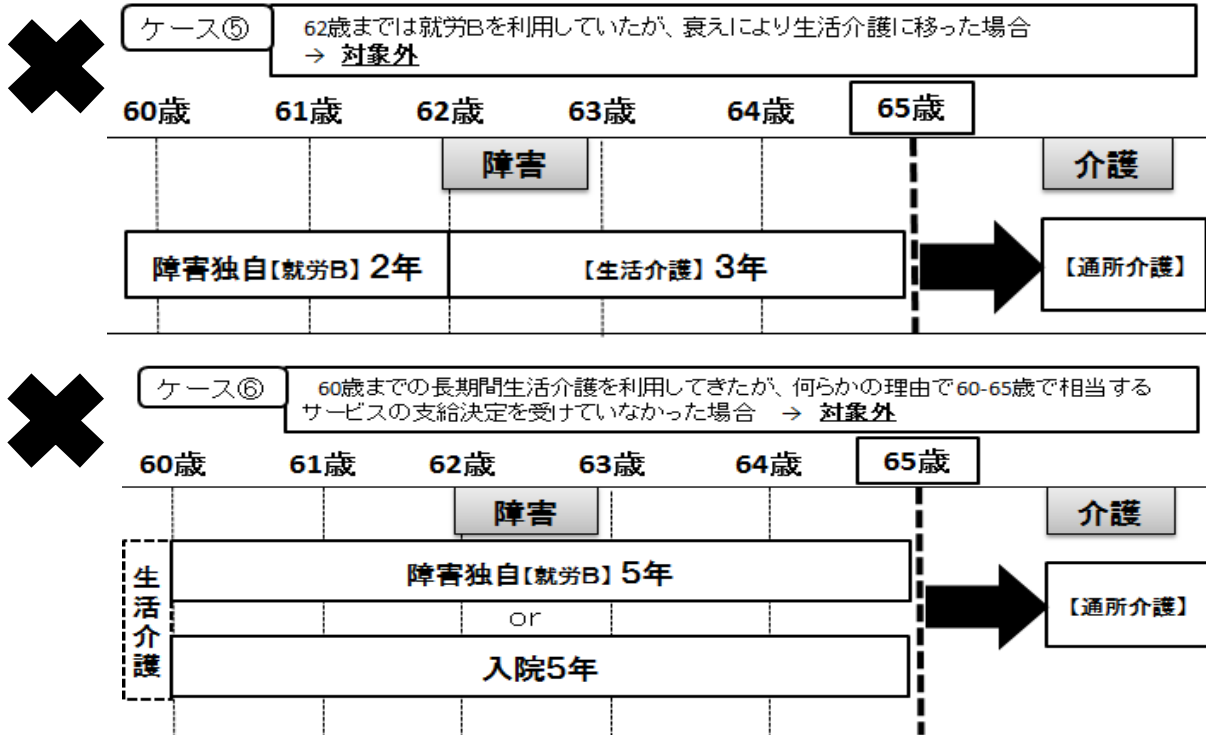 ケース⑤
62歳までは就労Bを利用していたが、衰えにより生活介護に移った場合
→ 対象外
60歳 61歳 62歳 63歳 64歳 65歳
障害 介護
障害独自【就労B】2年 【生活介護】3年 【通所介護】
ケース⑥
60歳までの長期間生活介護を利用してきたが、何らかの理由で60-65歳で相当する
サービスの支給決定を受けていなかった場合 → 対象外
60歳 61歳 62歳 63歳 64歳 65歳
障害 介護
生活介護
障害独自【就労B】5年
or
入院5年
【通所介護】